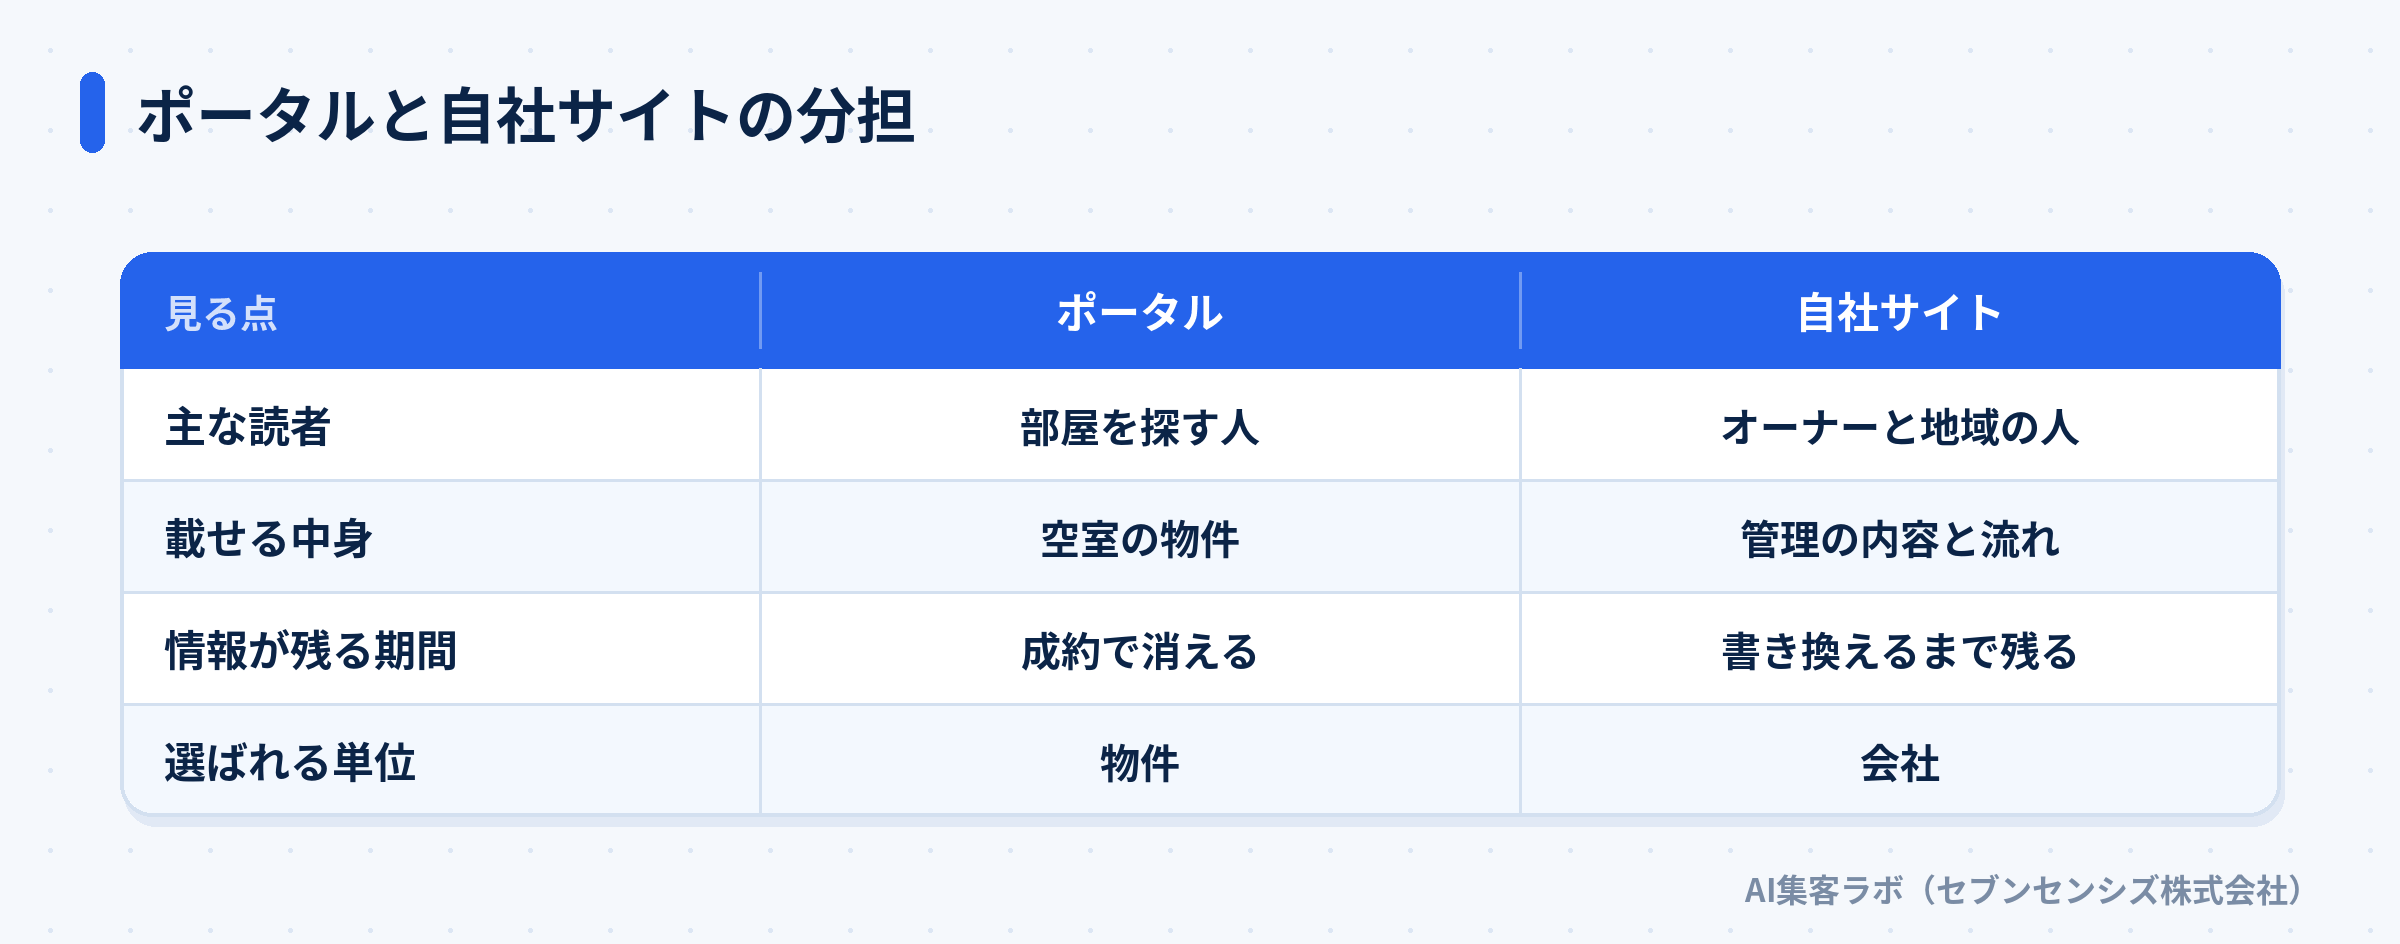 ポータルと自社サイトの分担
見る点 ポータル 自社サイト
主な読者 部屋を探す人 オーナーと地域の人
載せる中身 空室の物件 管理の内容と流れ
情報が残る期間 成約で消える 書き換えるまで残る
選ばれる単位 物件 会社
AI集客ラボ（セブンセンシズ株式会社）